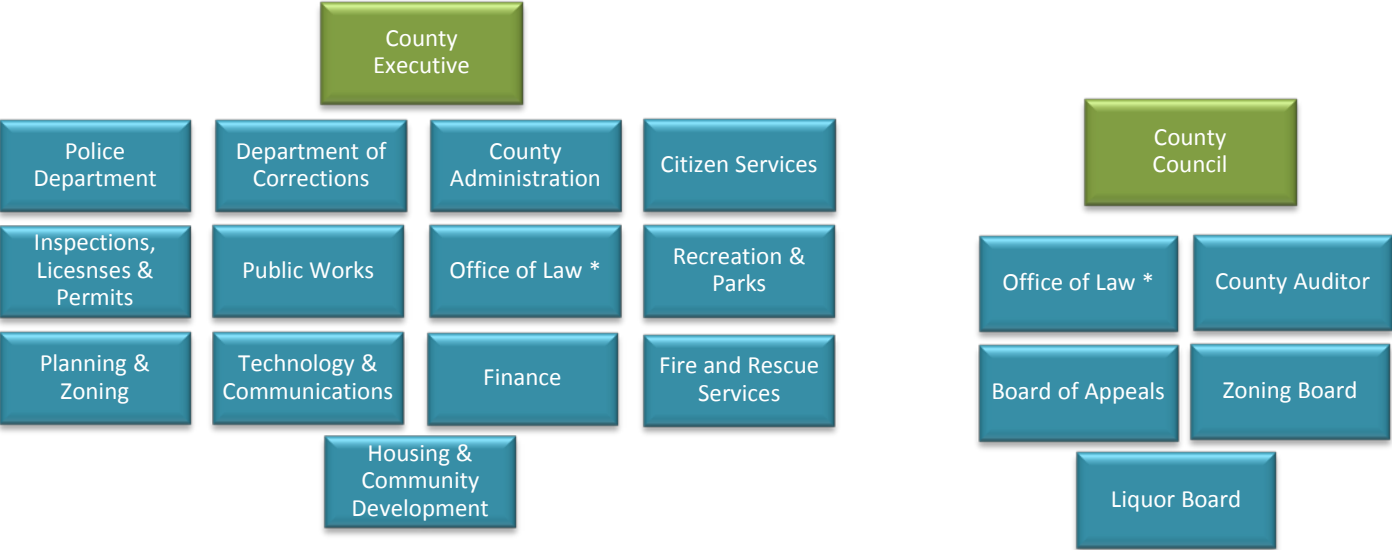 County
Executive
Police
Department
Department of
Corrections
County
Administration
Citizen Services
Inspections,
Licesnses &
Permits
Public Works
Office of Law *
Recreation &
Parks
Planning &
Zoning
Technology &
Communications
Finance
Fire and Rescue
Services
Housing &
Community
Development
County
Council
Office of Law *
County Auditor
Board of Appeals
Zoning Board
Liquor Board